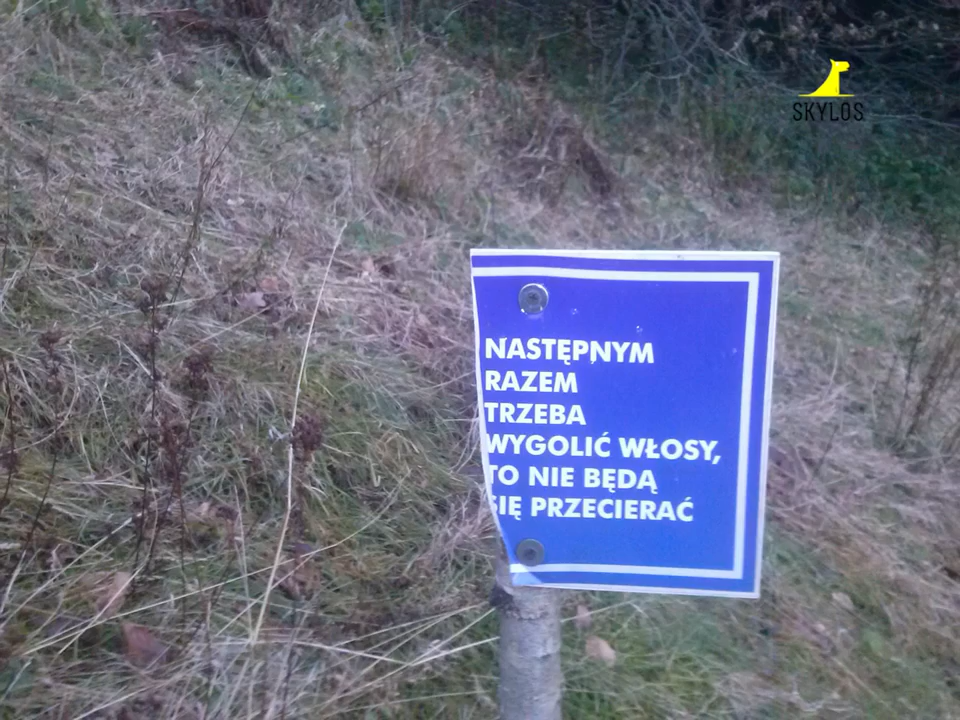 SKYLOS
NASTĘPNYM
RAZEM
TRZEBA
WYGOLIĆ WŁOSY,
TO NIE BĘDĄ
SIĘ PRZECIERAĆ